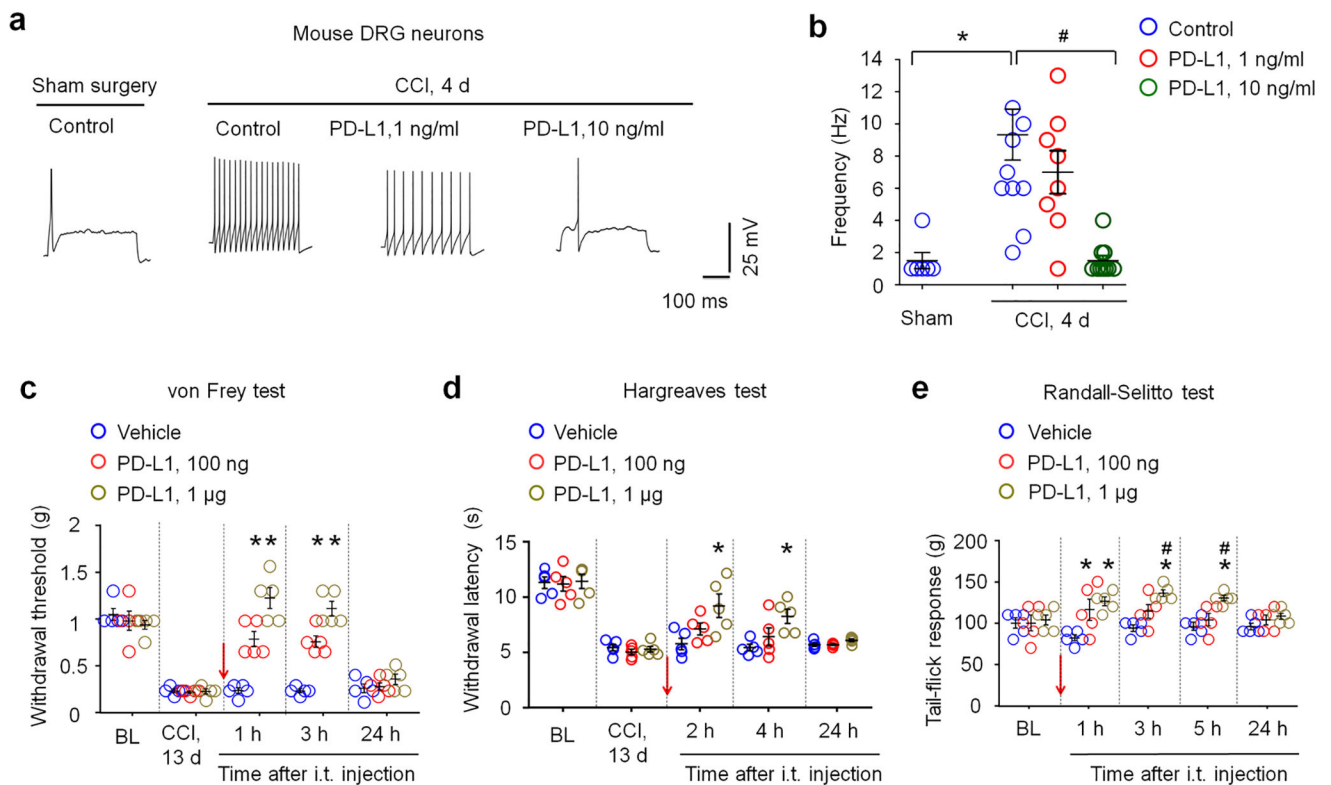 a
Mouse DRG neurons
Sham surgery
CCI, 4 d
Control
Control
PD-L1,1 ng/ml
PD-L1,10 ng/ml
25 mV
100 ms
b
Control
PD-L1, 1 ng/ml
PD-L1, 10 ng/ml
*
#
Frequency (Hz)
14
12
10
8
6
4
2
0
Sham
CCI, 4 d
c
von Frey test
Vehicle
PD-L1, 100 ng
PD-L1, 1 µg
Withdrawal threshold (g)
2
1.5
1
0.5
0
* *
* *
BL
CCI,
13 d
1 h
3 h
24 h
Time after i.t. injection
d
Hargreaves test
Vehicle
PD-L1, 100 ng
PD-L1, 1 µg
Withdrawal latency (s)
15
10
5
0
*
*
BL
CCI,
13 d
2 h
4 h
24 h
Time after i.t. injection
e
Randall-Selitto test
Vehicle
PD-L1, 100 ng
PD-L1, 1 µg
Tail-flick response (g)
200
150
100
50
0
* *
#
*
#
*
BL
1 h
3 h
5 h
24 h
Time after i.t. injection